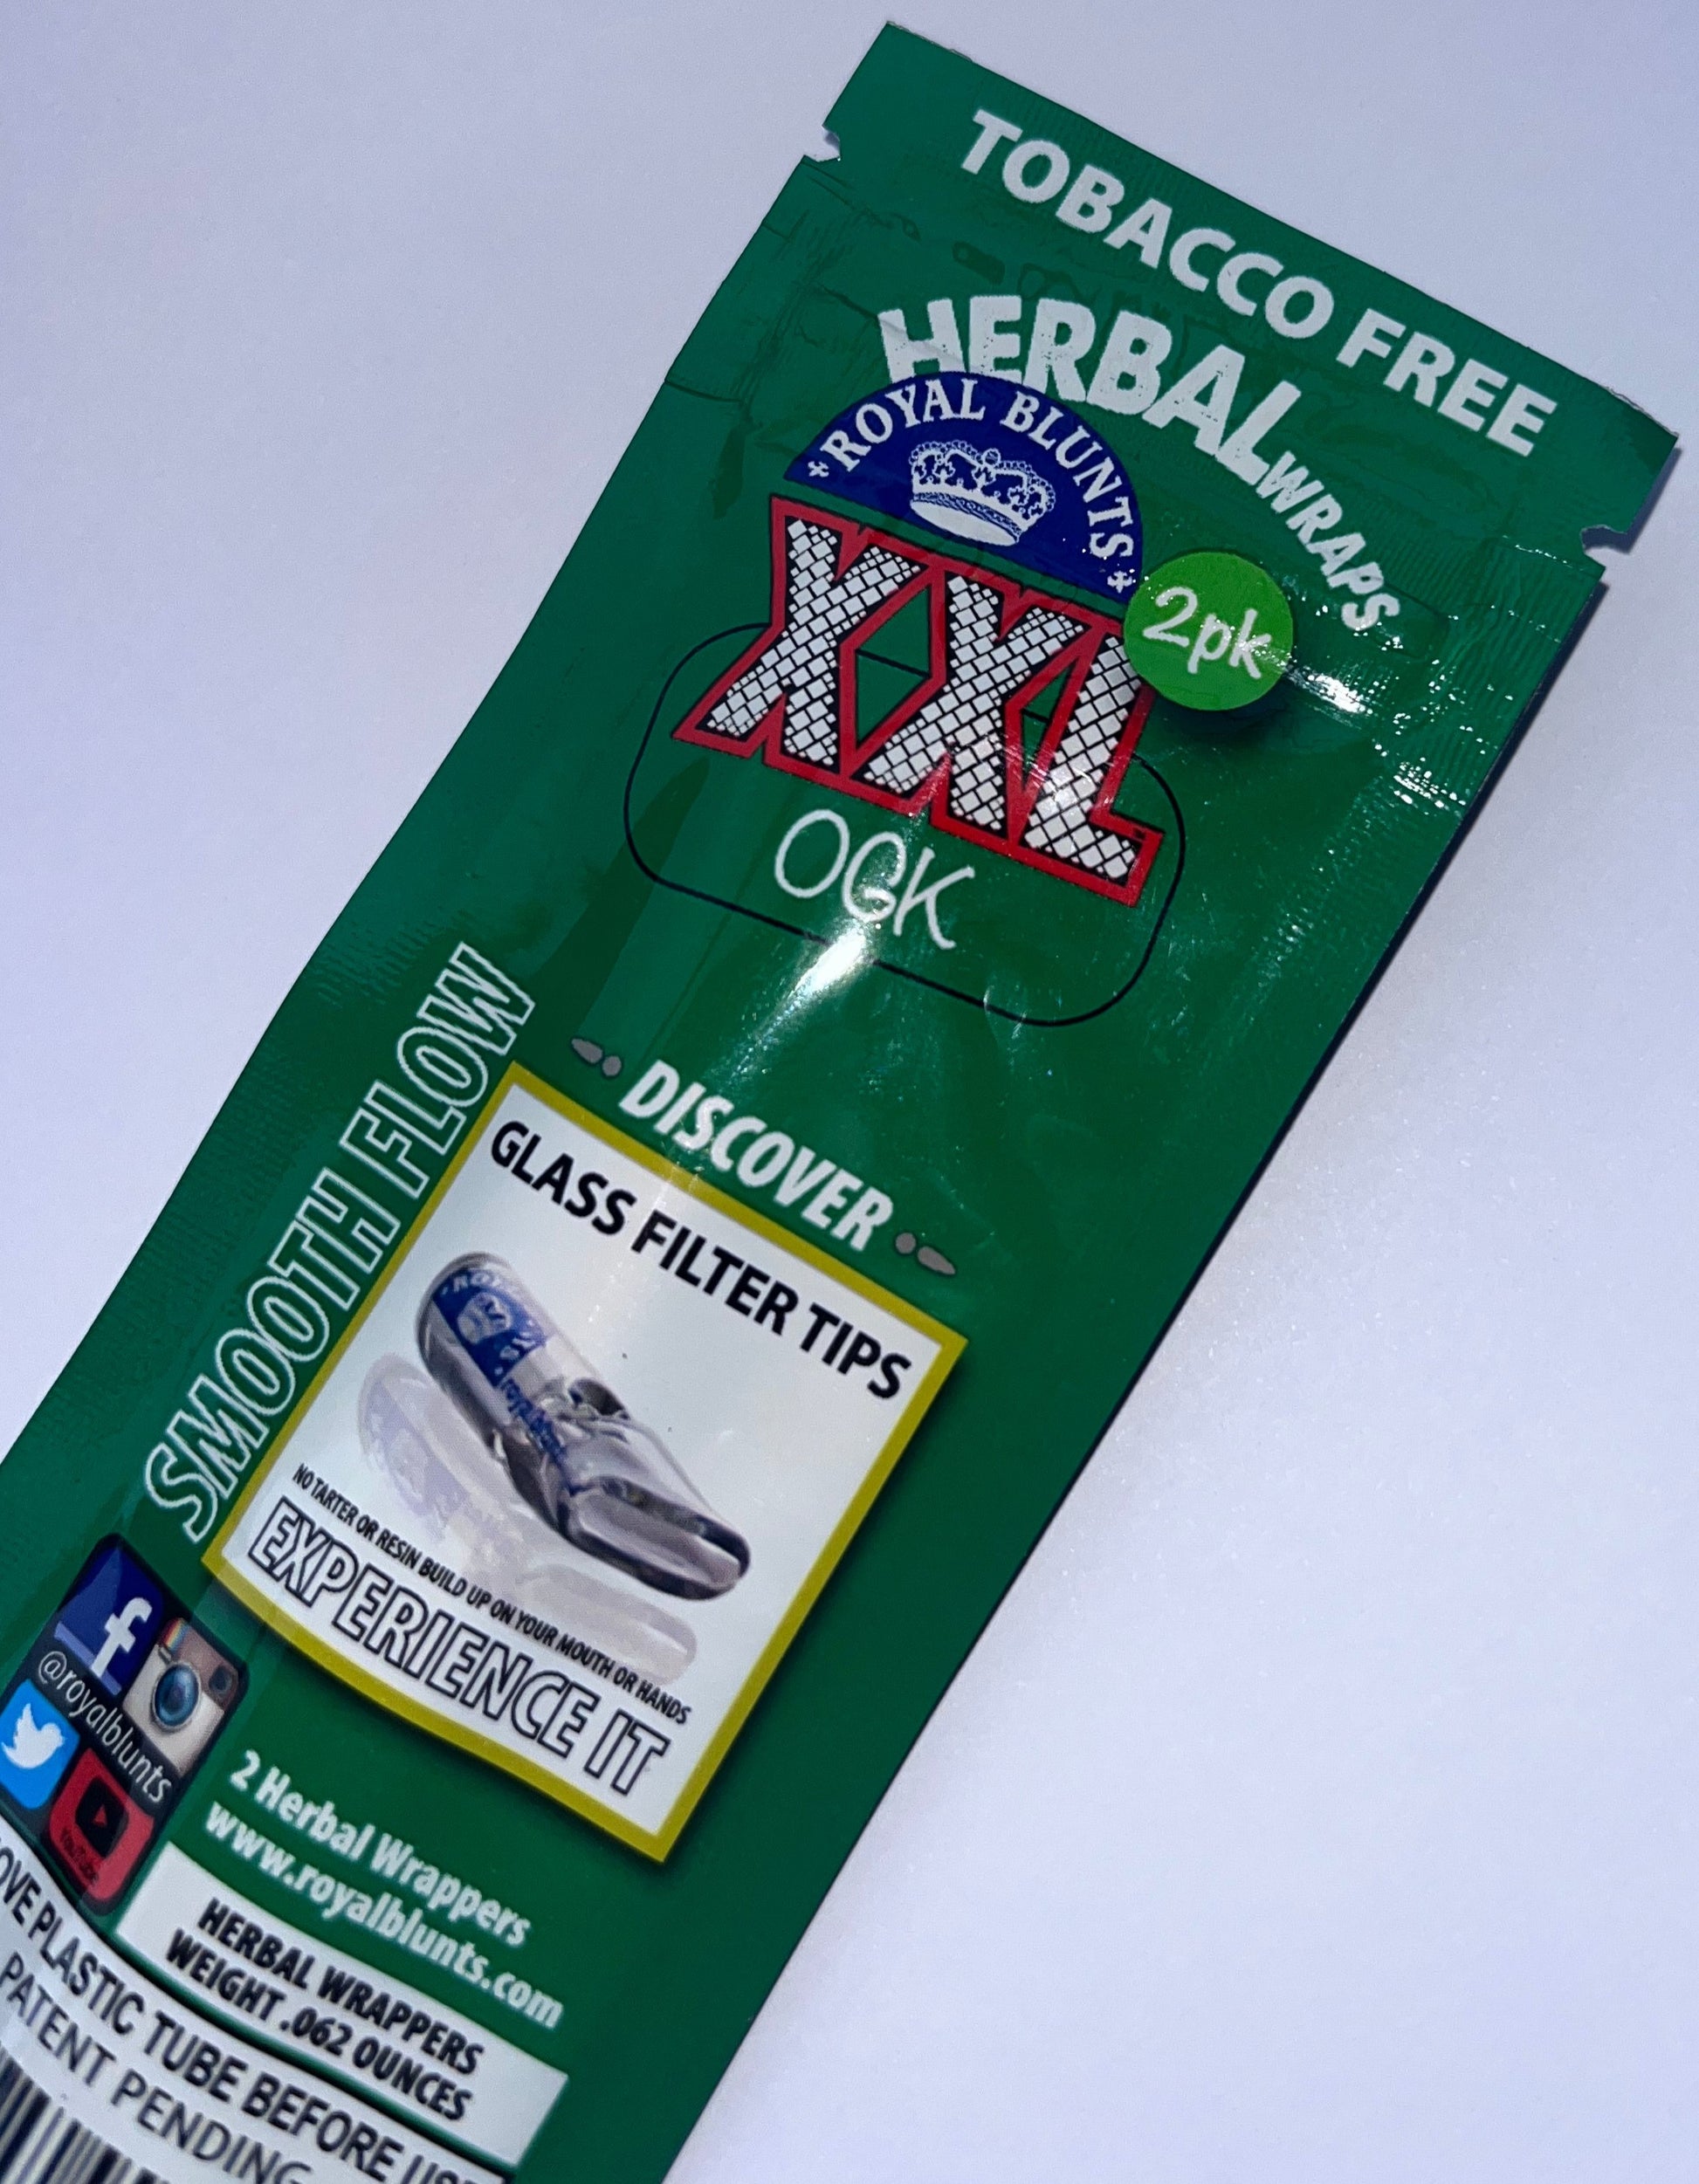 TOBACCO FREE
HERBAL WRAPS
ROYAL BLUNTS
XXL
2pk
OGK
SMOOTH FLOW
DISCOVER
GLASS FILTER TIPS
NO TARTER OR RESIN BUILD UP ON YOUR MOUTH OR HANDS
EXPERIENCE IT
f
@royalblunts
YouTube
2 Herbal Wrappers
www.royalblunts.com
HERBAL WRAPPERS
WEIGHT .062 OUNCES
PLASTIC TUBE BEFORE
PATENT PENDING